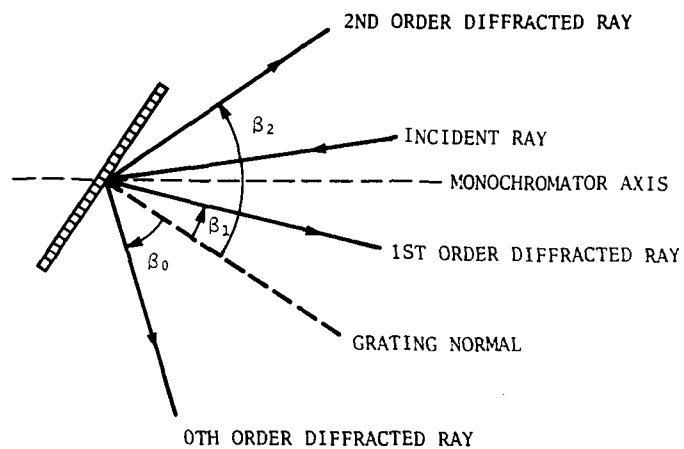 2ND ORDER DIFFRACTED RAY
β₂
INCIDENT RAY
MONOCHROMATOR AXIS
β₁
1ST ORDER DIFFRACTED RAY
β₀
GRATING NORMAL
0TH ORDER DIFFRACTED RAY